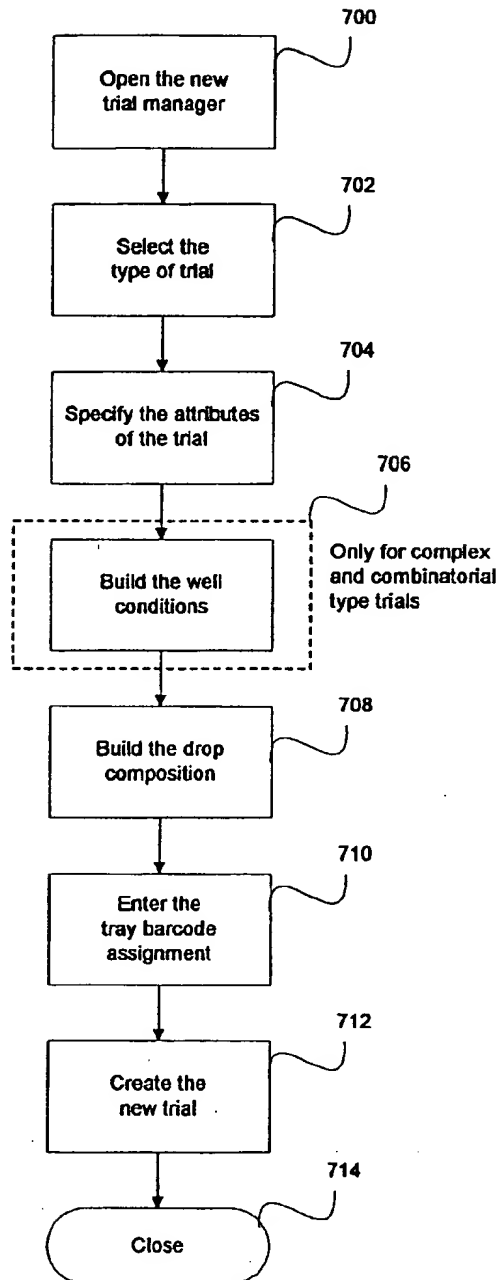 700
Open the new
trial manager
702
Select the
type of trial
704
Specify the attributes
of the trial
706
Only for complex
and combinatorial
type trials
Build the well
conditions
708
Build the drop
composition
710
Enter the
tray barcode
assignment
712
Create the
new trial
714
Close